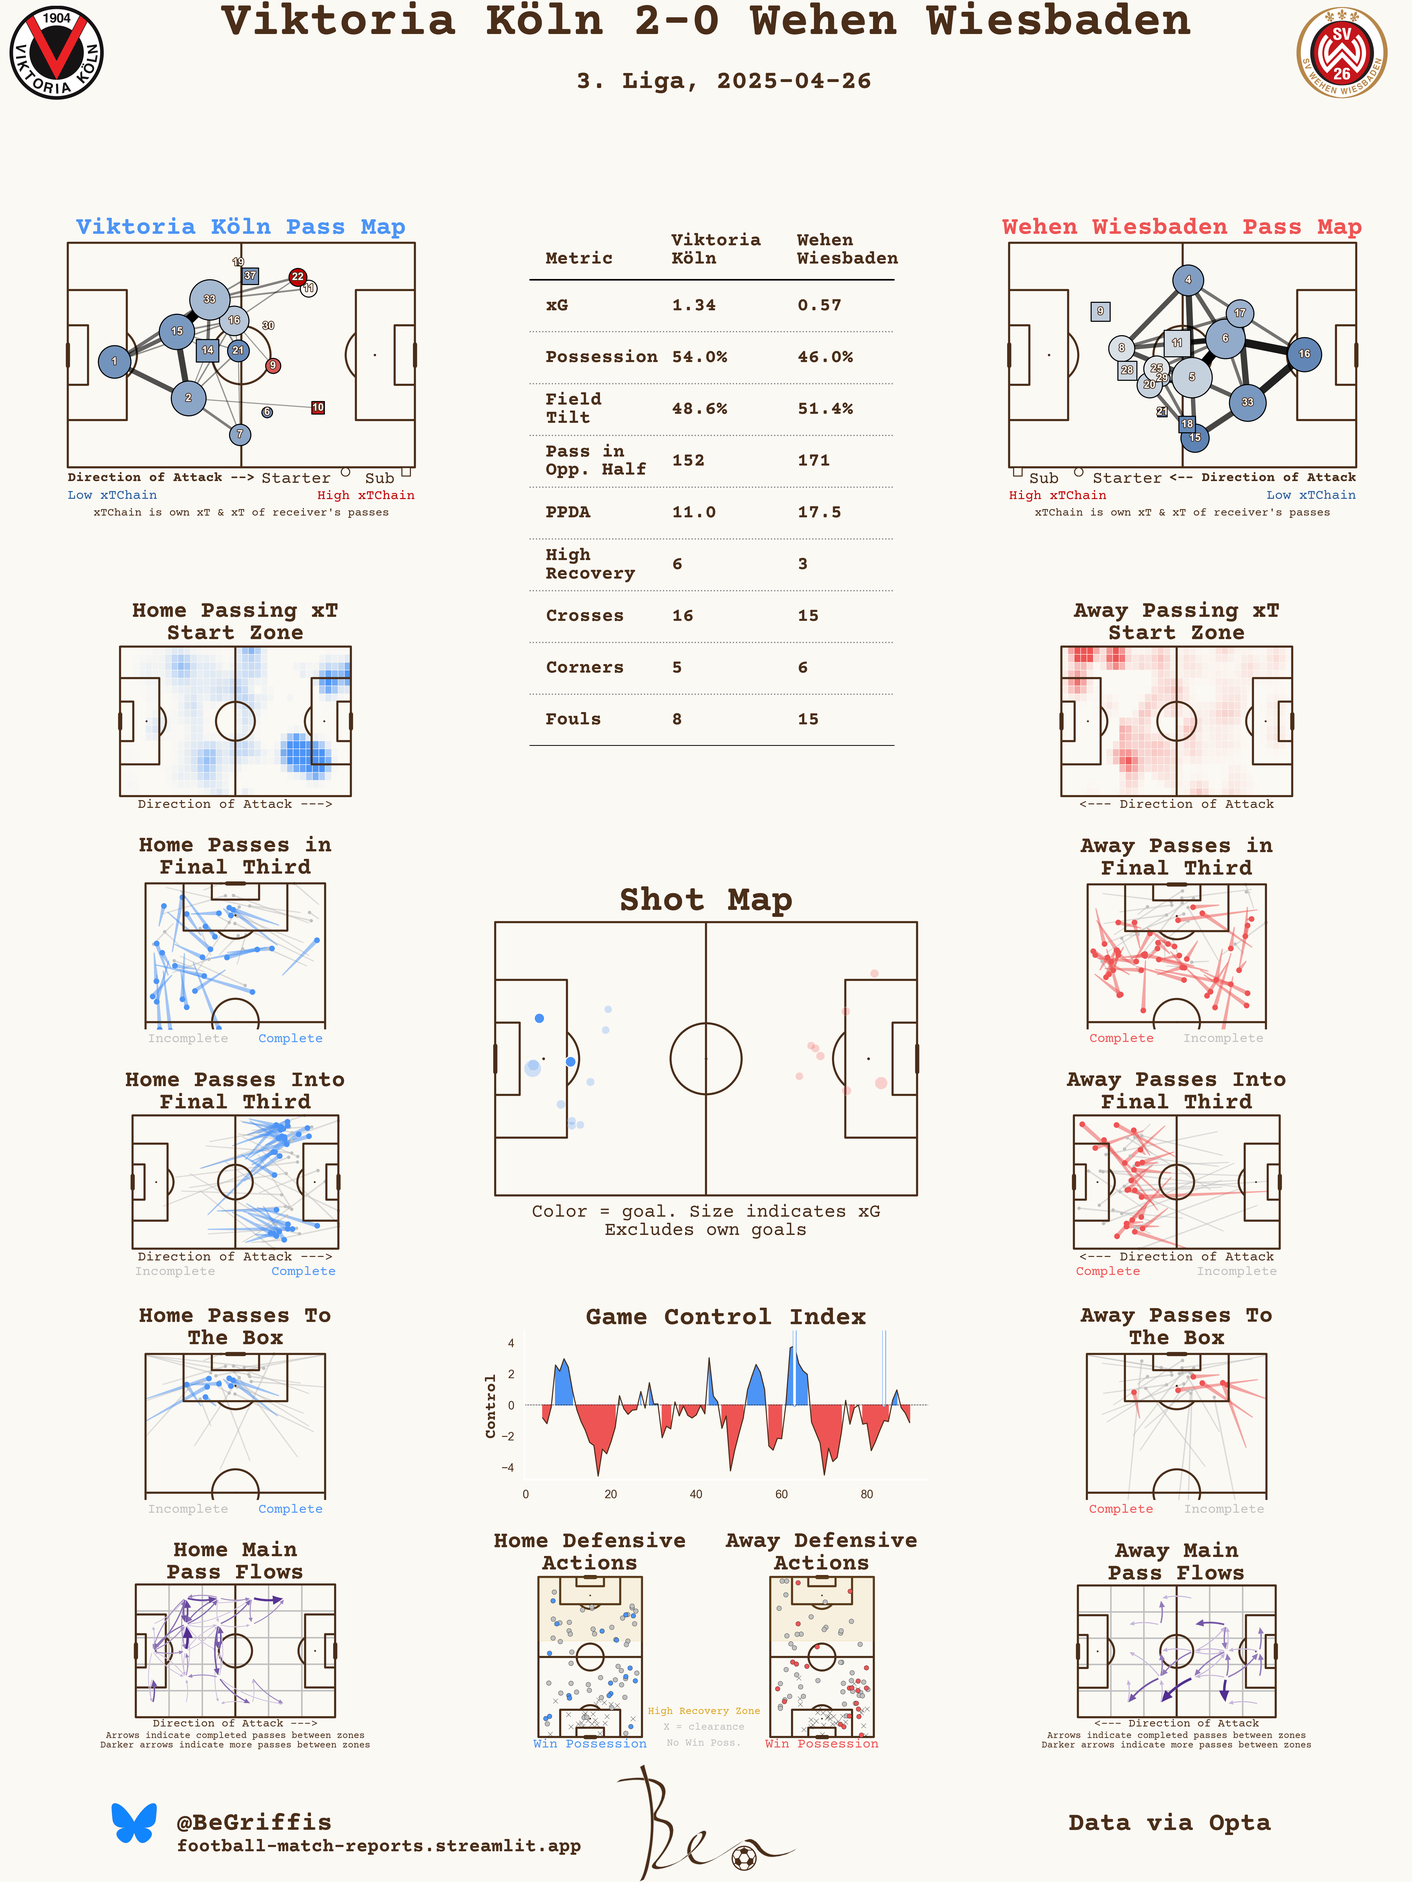 Viktoria Köln 2-0 Wehen Wiesbaden
3. Liga, 2025-04-26
1904
VIKTORIA KÖLN
SV
26
SV WEHEN WIESBADEN
Viktoria Köln Pass Map
19
37
22
11
33
16
30
15
14
21
1
9
2
6
10
7
Direction of Attack --> Starter Sub
Low xTChain High xTChain
xTChain is own xT & xT of receiver's passes
Metric Viktoria Köln Wehen Wiesbaden
xG 1.34 0.57
Possession 54.0% 46.0%
Field Tilt 48.6% 51.4%
Pass in Opp. Half 152 171
PPDA 11.0 17.5
High Recovery 6 3
Crosses 16 15
Corners 5 6
Fouls 8 15
Wehen Wiesbaden Pass Map
4
9
17
6
11
8
16
28
25
29
5
20
33
21
18
15
Sub Starter <-- Direction of Attack
High xTChain Low xTChain
xTChain is own xT & xT of receiver's passes
Home Passing xT
Start Zone
Direction of Attack --->
Away Passing xT
Start Zone
<--- Direction of Attack
Home Passes in
Final Third
Incomplete Complete
Away Passes in
Final Third
Complete Incomplete
Shot Map
Color = goal. Size indicates xG
Excludes own goals
Home Passes Into
Final Third
Direction of Attack --->
Incomplete Complete
Away Passes Into
Final Third
<--- Direction of Attack
Complete Incomplete
Home Passes To
The Box
Incomplete Complete
Game Control Index
Control
4
2
0
−2
−4
0 20 40 60 80
Away Passes To
The Box
Complete Incomplete
Home Main
Pass Flows
Direction of Attack --->
Arrows indicate completed passes between zones
Darker arrows indicate more passes between zones
Home Defensive
Actions
Win Possession
Away Defensive
Actions
Win Possession
High Recovery Zone
X = clearance
No Win Poss.
Away Main
Pass Flows
<--- Direction of Attack
Arrows indicate completed passes between zones
Darker arrows indicate more passes between zones
@BeGriffis
football-match-reports.streamlit.app
Ben
Data via Opta